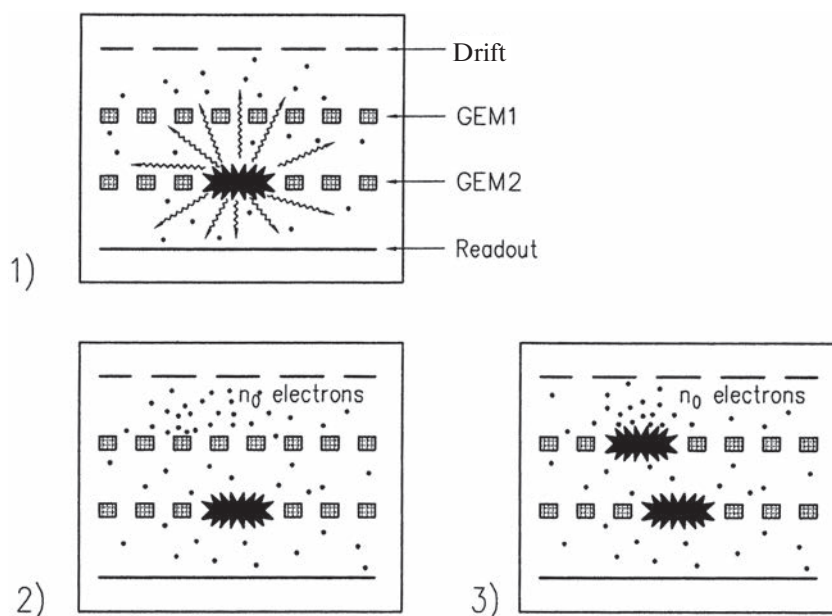 Drift
GEM1
GEM2
Readout
1)
n₀ electrons
2)
n₀ electrons
3)